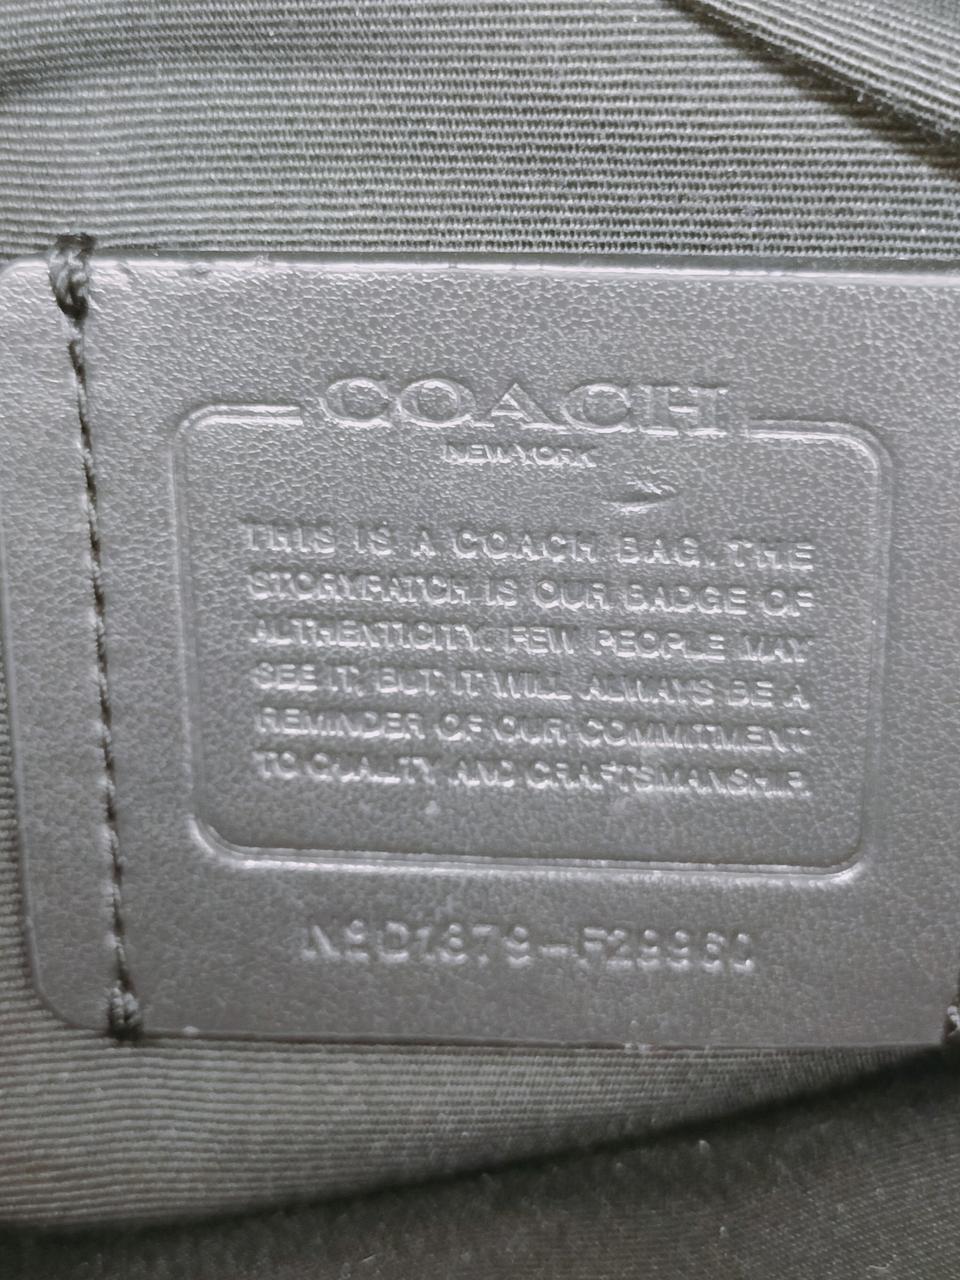 COACH
NEW YORK
THIS IS A COACH BAG. THE
STORYPATCH IS OUR BADGE OF
AUTHENTICITY. FEW PEOPLE MAY
SEE IT, BUT IT WILL ALWAYS BE A
REMINDER OF OUR COMMITMENT
TO QUALITY AND CRAFTSMANSHIP.
Nº D1379-F29960